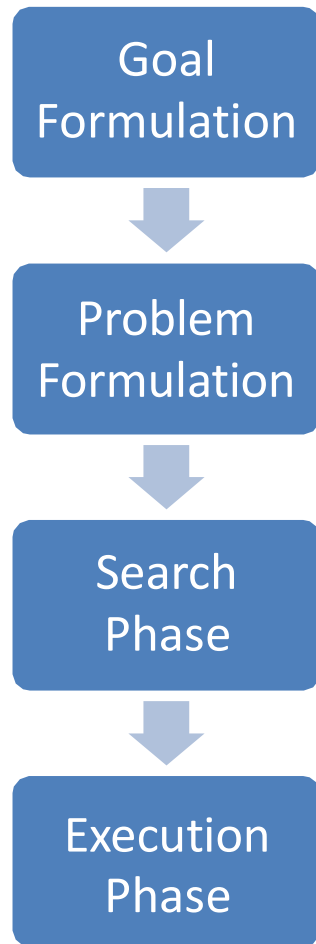 Goal
Formulation
Problem
Formulation
Search
Phase
Execution
Phase